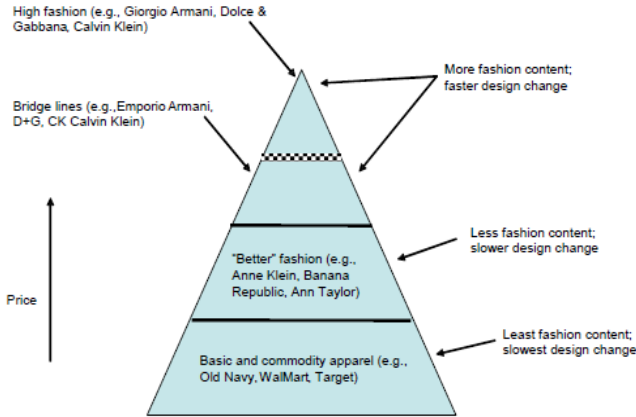 High fashion (e.g., Giorgio Armani, Dolce &
Gabbana, Calvin Klein)
More fashion content;
faster design change
Bridge lines (e.g.,Emporio Armani,
D+G, CK Calvin Klein)
Less fashion content;
slower design change
"Better" fashion (e.g.,
Anne Klein, Banana
Republic, Ann Taylor)
Price
Least fashion content;
slowest design change
Basic and commodity apparel (e.g.,
Old Navy, WalMart, Target)